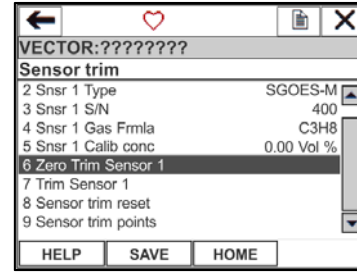 VECTOR:????????
Sensor trim
2 Snsr 1 Type SGOES-M
3 Snsr 1 S/N 400
4 Snsr 1 Gas Frmla C3H8
5 Snsr 1 Calib conc 0.00 Vol %
6 Zero Trim Sensor 1
7 Trim Sensor 1
8 Sensor trim reset
9 Sensor trim points
HELP SAVE HOME